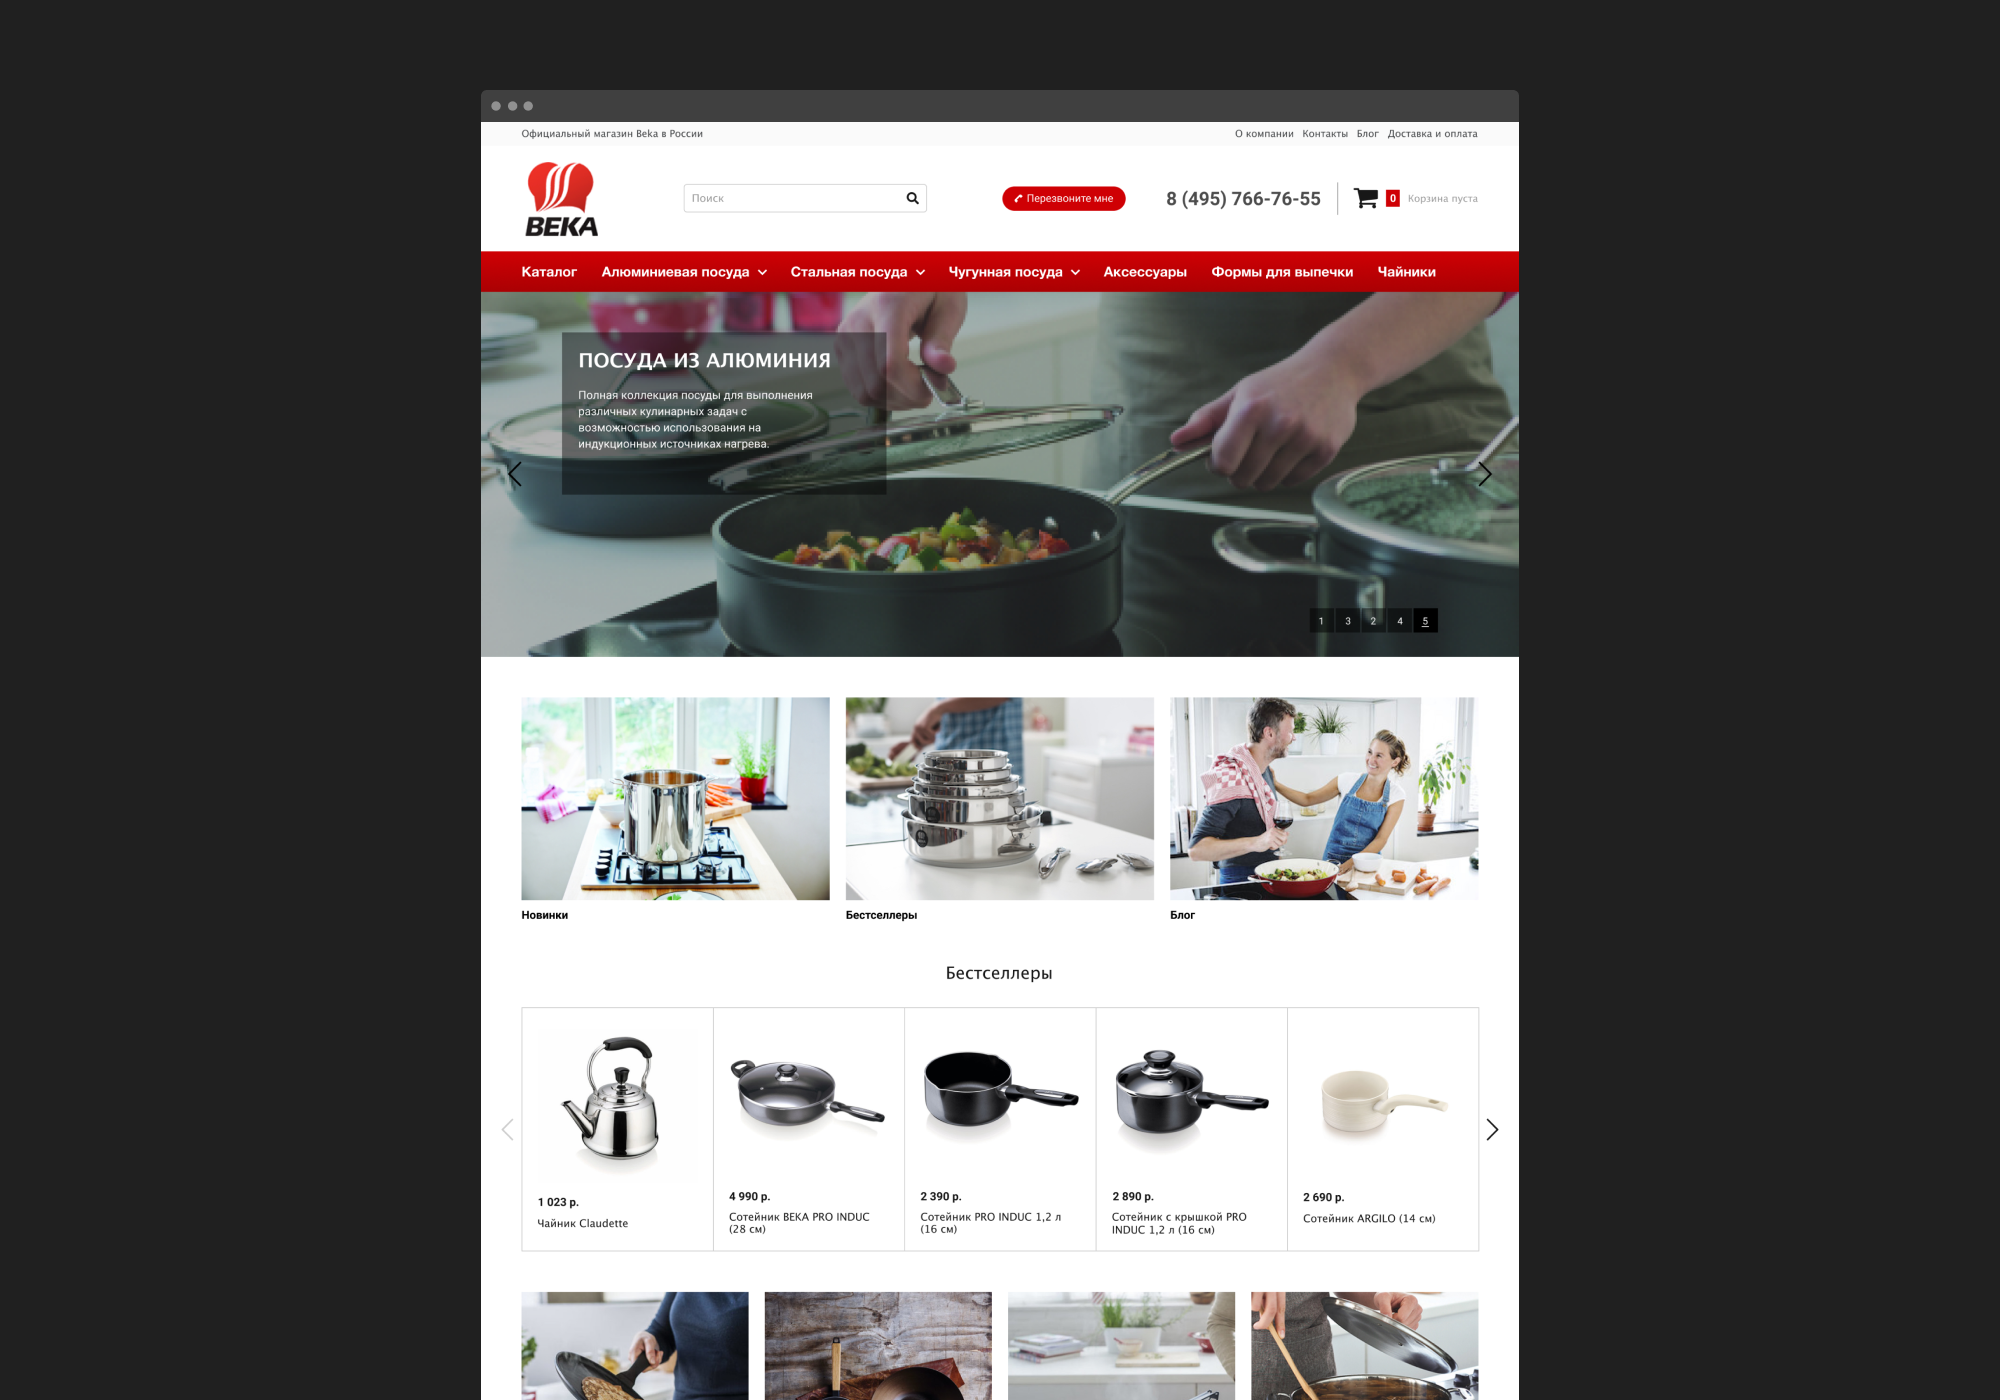 Официальный магазин Beka в России
О компании Контакты Блог Доставка и оплата
BEKA
Поиск
Перезвоните мне
8 (495) 766-76-55
0
Корзина пуста
Каталог Алюминиевая посуда Стальная посуда Чугунная посуда Аксессуары Формы для выпечки Чайники
ПОСУДА ИЗ АЛЮМИНИЯ
Полная коллекция посуды для выполнения
различных кулинарных задач с
возможностью использования на
индукционных источниках нагрева.
1 3 2 4 5
Новинки
Бестселлеры
Блог
Бестселлеры
1 023 р.
Чайник Claudette
4 990 р.
Сотейник BEKA PRO INDUC
(28 см)
2 390 р.
Сотейник PRO INDUC 1,2 л
(16 см)
2 890 р.
Сотейник с крышкой PRO
INDUC 1,2 л (16 см)
2 690 р.
Сотейник ARGILO (14 см)